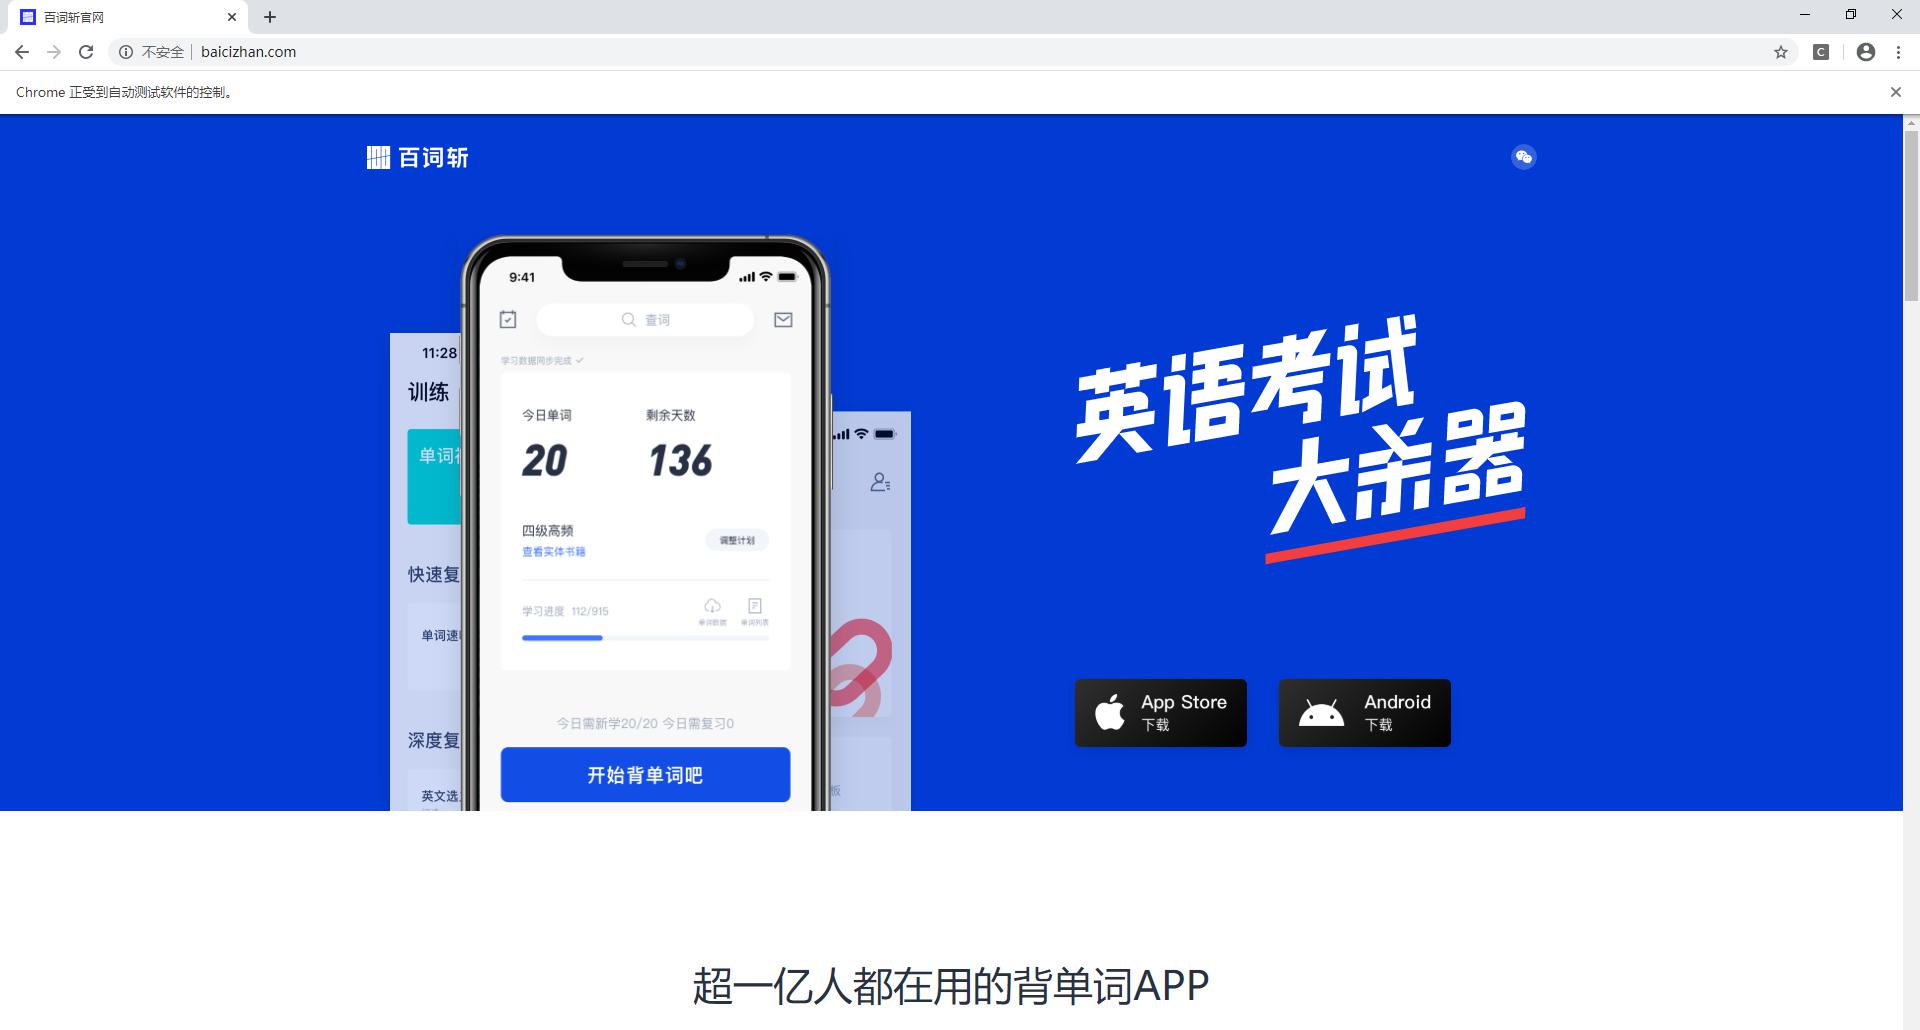 百词斩官网
不安全
baicizhan.com
Chrome 正受到自动测试软件的控制。
百词斩
9:41
查词
学习数据同步完成
今日单词
剩余天数
20
136
四级高频
查看实体书籍
调整计划
学习进度 112/915
单词数据
单词列表
今日需新学20/20 今日需复习0
开始背单词吧
11:28
训练
单词
快速复
单词速
深度复
英文选
板
英语考试
大杀器
App Store
下载
Android
下载
超一亿人都在用的背单词APP